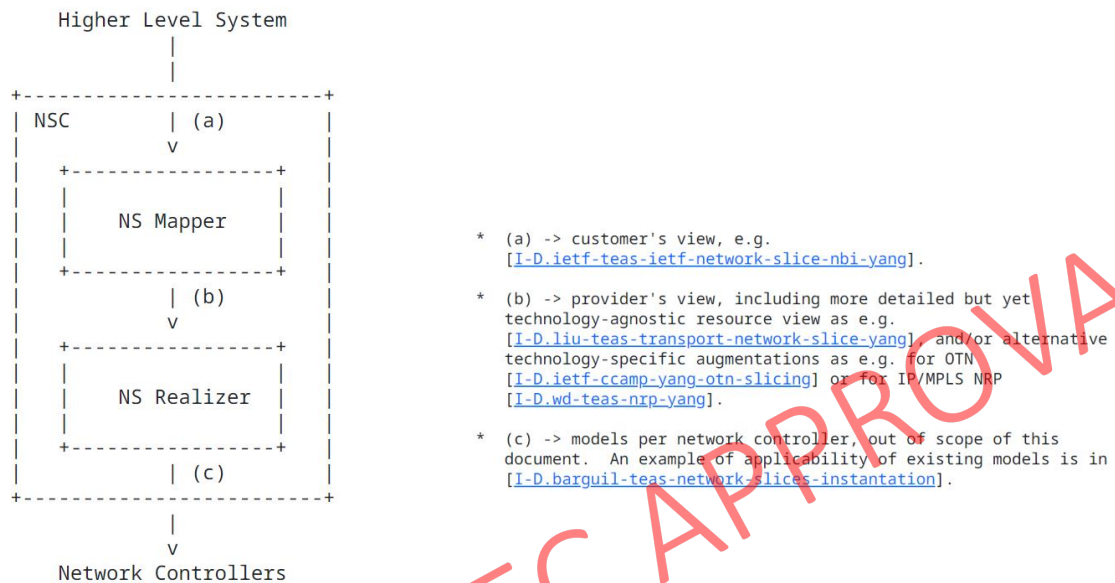 Higher Level System
NSC
(a)
v
NS Mapper
(b)
v
NS Realizer
(c)
v
Network Controllers
* (a) -> customer's view, e.g.
[I-D.ietf-teas-ietf-network-slice-nbi-yang].
* (b) -> provider's view, including more detailed but yet
technology-agnostic resource view as e.g.
[I-D.liu-teas-transport-network-slice-yang], and/or alternative
technology-specific augmentations as e.g. for OTN
[I-D.ietf-ccamp-yang-otn-slicing] or for IP/MPLS NRP
[I-D.wd-teas-nrp-yang].
* (c) -> models per network controller, out of scope of this
document. An example of applicability of existing models is in
[I-D.barguil-teas-network-slices-instantation].
EC APPROVA